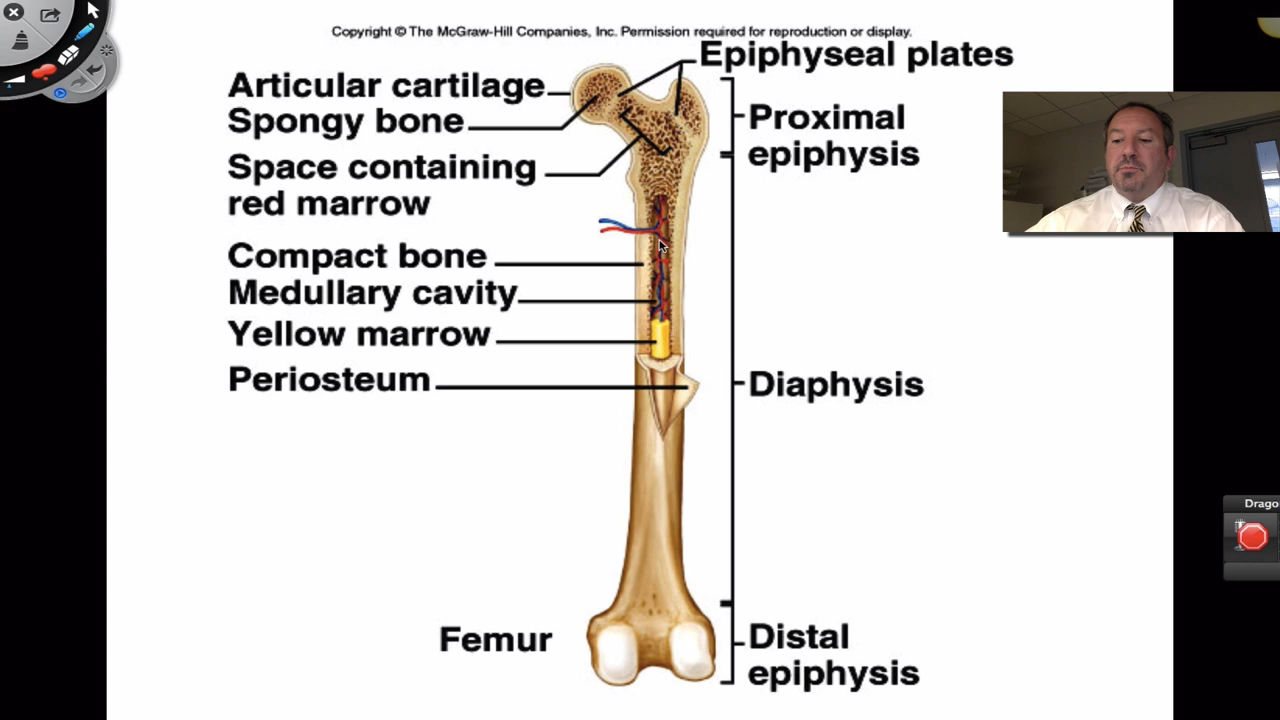 Copyright © The McGraw-Hill Companies, Inc. Permission required for reproduction or display.
Epiphyseal plates
Articular cartilage
Spongy bone
Space containing
red marrow
Compact bone
Medullary cavity
Yellow marrow
Periosteum
Proximal
epiphysis
Diaphysis
Femur
Distal
epiphysis
Drago